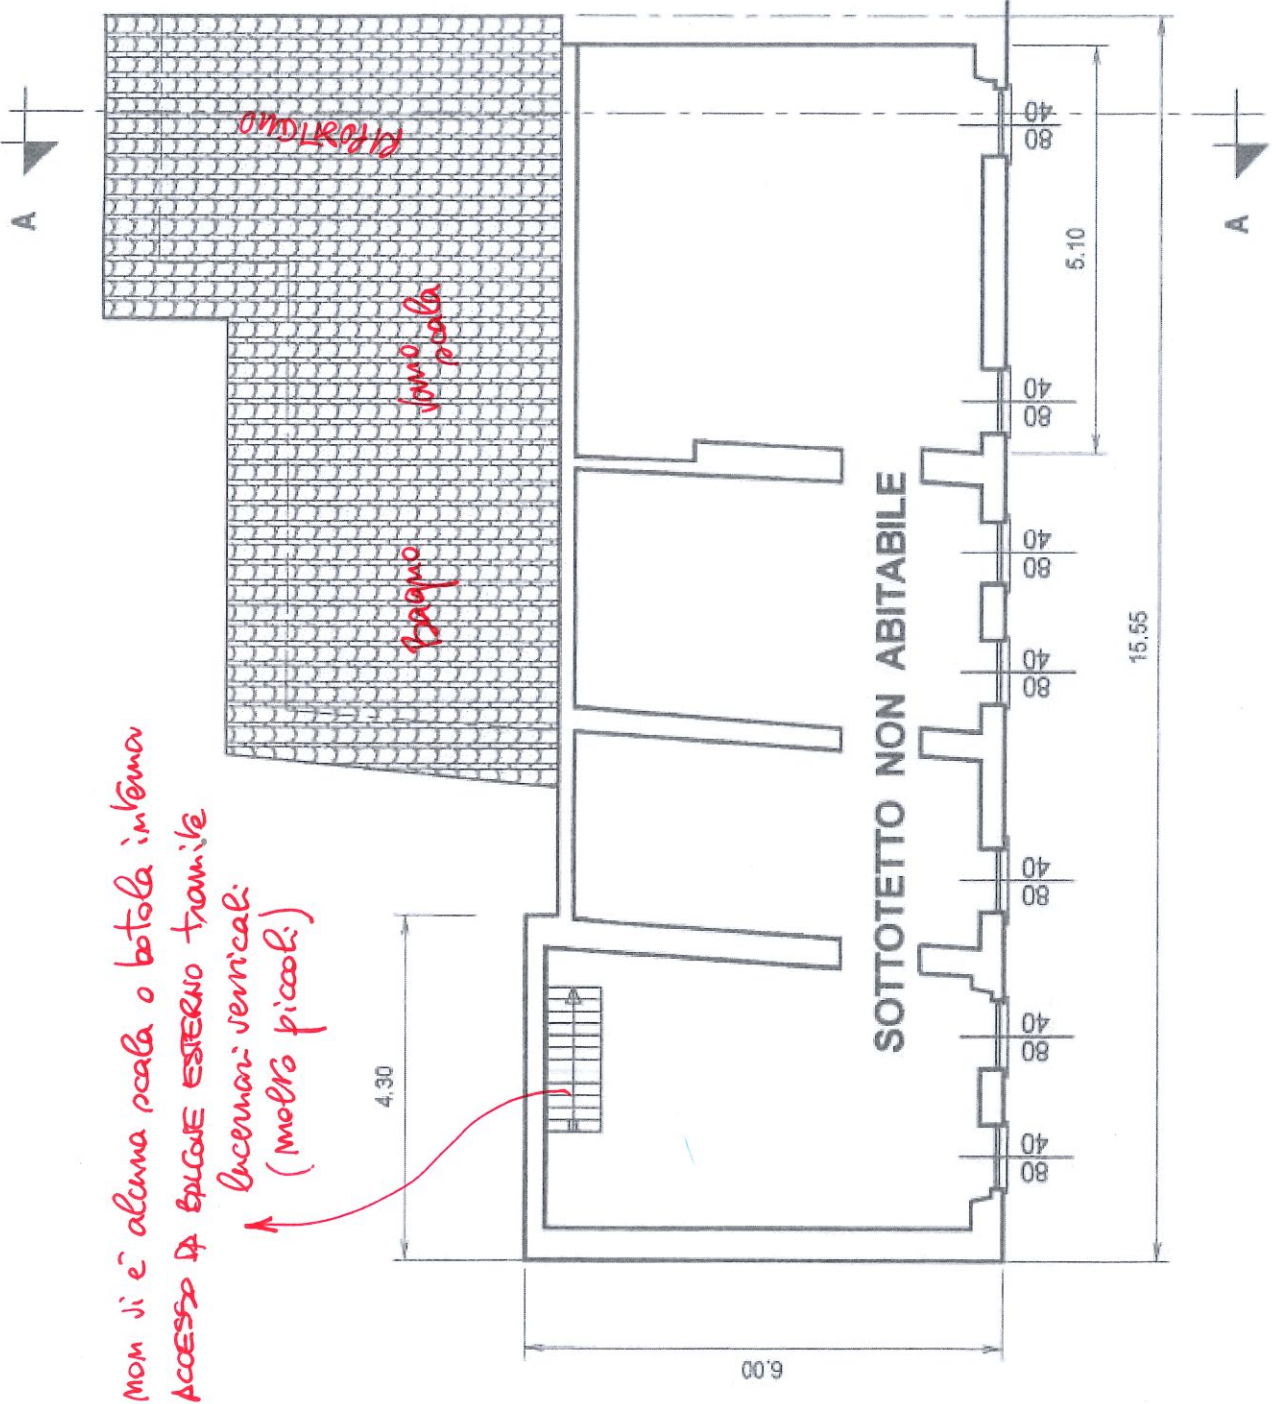 non vi è alcuna scala o botola interna
ACCESSO DA BALCONE ESTERNO tramite
lucernari verticali
(molto piccoli)
RIPOSTIGLIO
vano
scala
Bagno
A
A
4.30
5.10
15.55
6.00
SOTTOTETTO NON ABITABILE
40
80
40
80
40
80
40
80
40
80
40
80
40
80